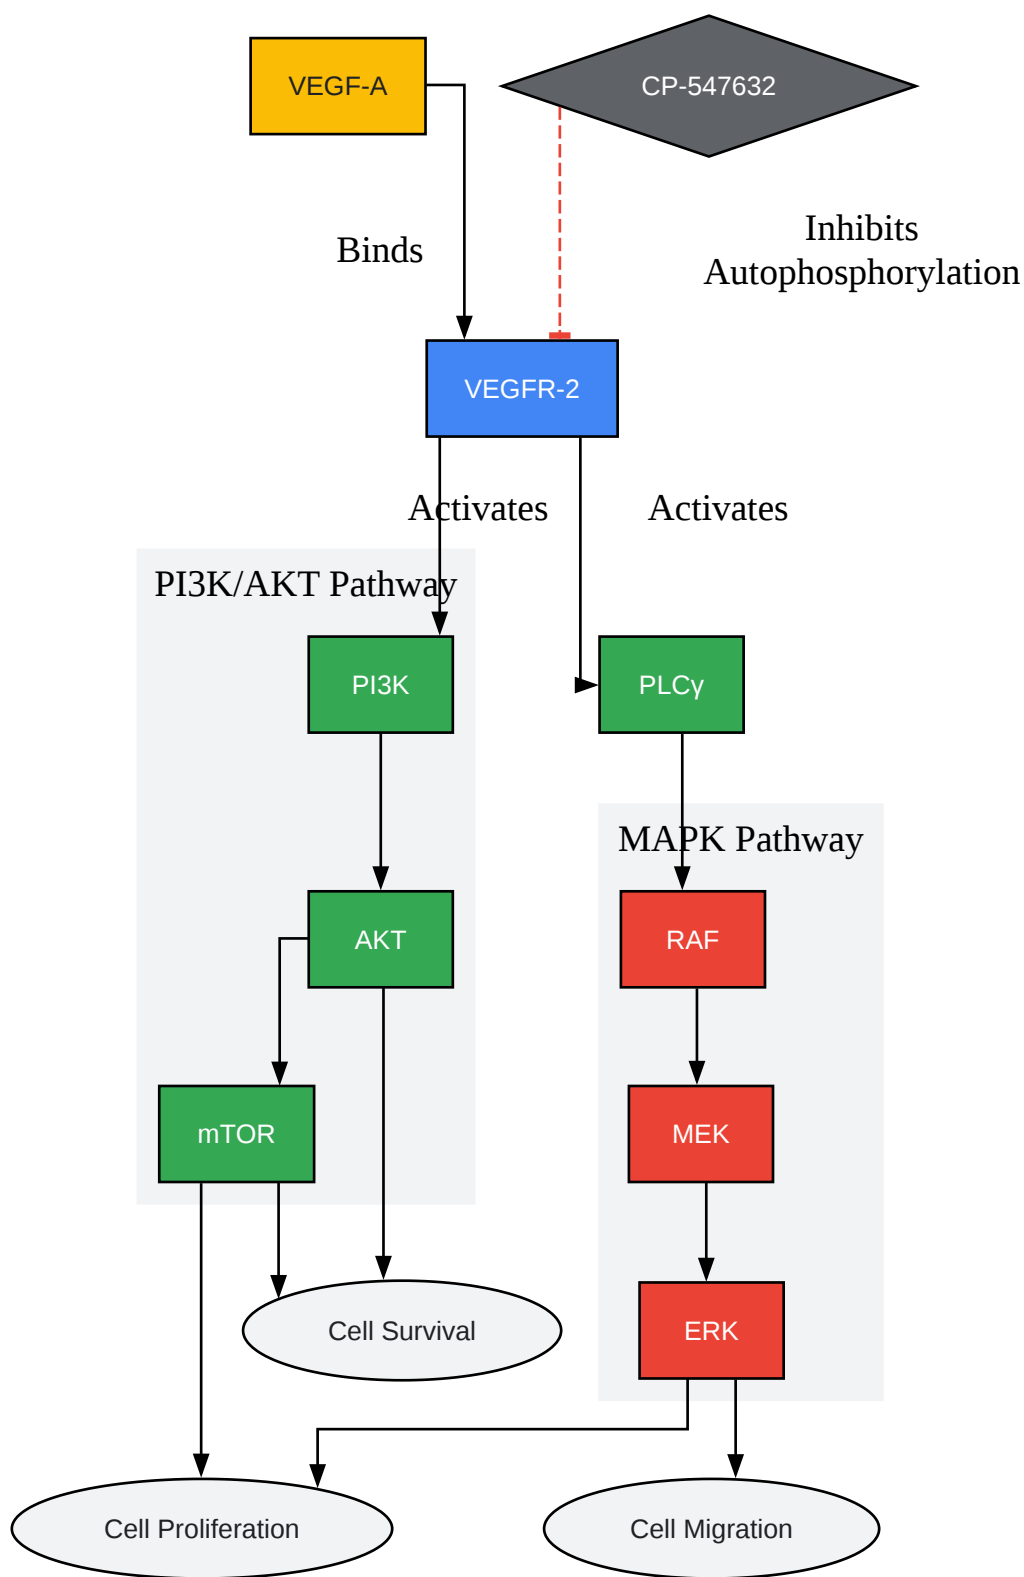 VEGF-A
CP-547632
Binds
Inhibits
Autophosphorylation
VEGFR-2
Activates
Activates
PI3K/AKT Pathway
PI3K
PLCγ
MAPK Pathway
AKT
RAF
mTOR
MEK
Cell Survival
ERK
Cell Proliferation
Cell Migration